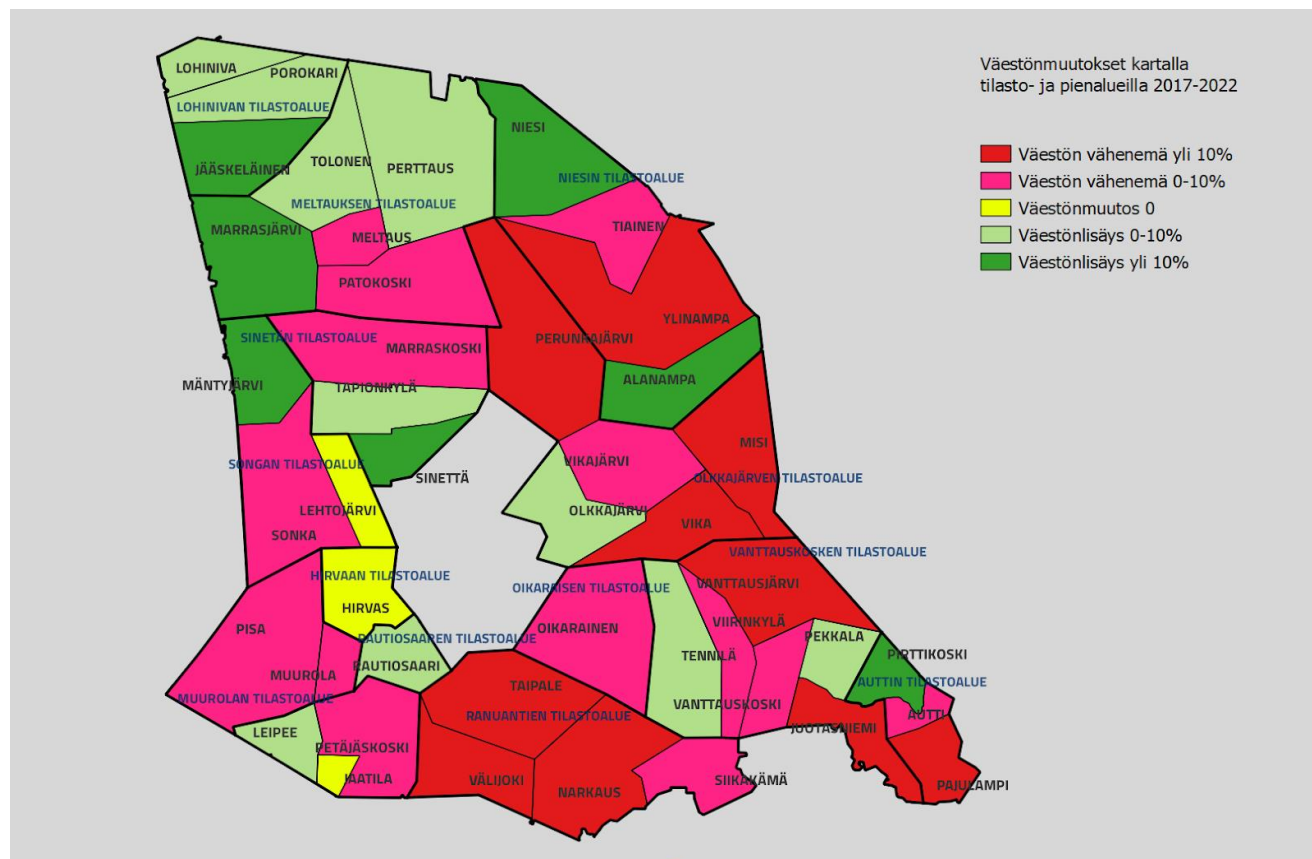 Väestönmuutokset kartalla
tilasto- ja pienalueilla 2017-2022
Väestön vähenemä yli 10%
Väestön vähenemä 0-10%
Väestönmuutos 0
Väestönlisäys 0-10%
Väestönlisäys yli 10%
LOHINIVA
POROKARI
LOHINIVAN TILASTOALUE
NIESI
JÄÄSKELÄINEN
TOLONEN
PERTTAUS
NIESIN TILASTOALUE
MELTAUKSEN TILASTOALUE
MARRASJÄRVI
MELTAUS
TIAINEN
PATOKOSKI
YLINAMPA
SINETÄN TILASTOALUE
MARRASKOSKI
PERUNKAJÄRVI
MÄNTYJÄRVI
TAPIONKYLÄ
ALANAMPA
MISI
SONGAN TILASTOALUE
VIKAJÄRVI
SINETTÄ
OLKKAJÄRVEN TILASTOALUE
LEHTOJÄRVI
OLKKAJÄRVI
SONKA
VIKA
VANTTAUSKOSKEN TILASTOALUE
HIRVAAN TILASTOALUE
OIKARAISEN TILASTOALUE
VANTTAUSJÄRVI
HIRVAS
PISA
OIKARAINEN
VIIRINKYLÄ
RAUTIOSAAREN TILASTOALUE
PEKKALA
RAUTIOSAARI
TENNILÄ
PIRTTIKOSKI
MUUROLA
TAIPALE
AUTTIN TILASTOALUE
MUUROLAN TILASTOALUE
VANTTAUSKOSKI
RANUANTIEN TILASTOALUE
AUTTI
LEIPEE
JUOTASNIEMI
PETÄJÄSKOSKI
JAATILA
VÄLIJOKI
NARKAUS
SIIKAKÄMÄ
PAJULAMPI